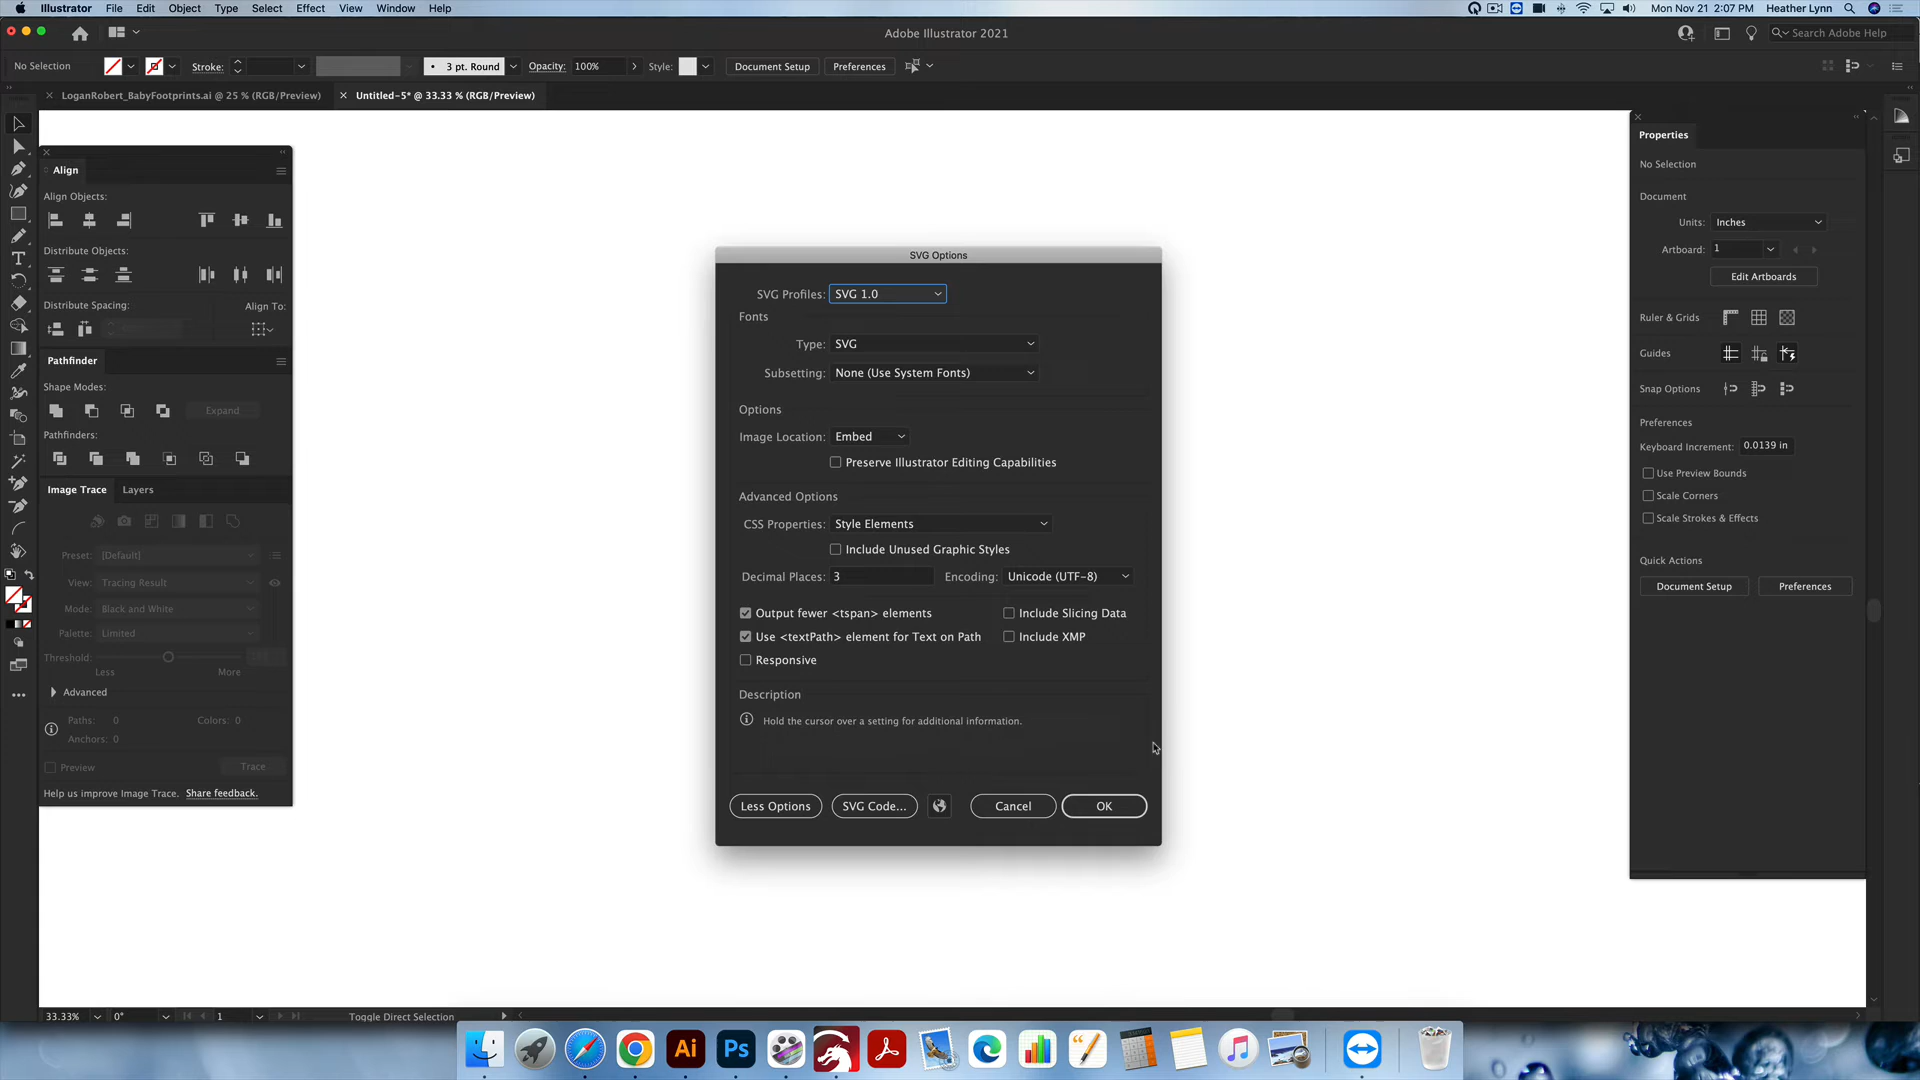 Illustrator File Edit Object Type Select Effect View Window Help
Mon Nov 21 2:07 PM Heather Lynn
Adobe Illustrator 2021
Search Adobe Help
No Selection
Stroke:
3 pt. Round
Opacity: 100%
Style:
Document Setup
Preferences
LoganRobert_BabyFootprints.ai @ 25 % (RGB/Preview)
Untitled-5* @ 33.33 % (RGB/Preview)
Align
Align Objects:
Distribute Objects:
Distribute Spacing:
Align To:
Pathfinder
Shape Modes:
Expand
Pathfinders:
Image Trace
Layers
Preset: [Default]
View: Tracing Result
Mode: Black and White
Palette: Limited
Threshold:
Less
More
Advanced
Paths: 0
Colors: 0
Anchors: 0
Preview
Trace
Help us improve Image Trace. Share feedback.
SVG Options
SVG Profiles: SVG 1.0
Fonts
Type: SVG
Subsetting: None (Use System Fonts)
Options
Image Location: Embed
Preserve Illustrator Editing Capabilities
Advanced Options
CSS Properties: Style Elements
Include Unused Graphic Styles
Decimal Places: 3
Encoding: Unicode (UTF-8)
Output fewer <tspan> elements
Include Slicing Data
Use <textPath> element for Text on Path
Include XMP
Responsive
Description
Hold the cursor over a setting for additional information.
Less Options
SVG Code...
Cancel
OK
Properties
No Selection
Document
Units: Inches
Artboard: 1
Edit Artboards
Ruler & Grids
Guides
Snap Options
Preferences
Keyboard Increment: 0.0139 in
Use Preview Bounds
Scale Corners
Scale Strokes & Effects
Quick Actions
Document Setup
Preferences
33.33%
0°
1
Toggle Direct Selection
Ai
Ps